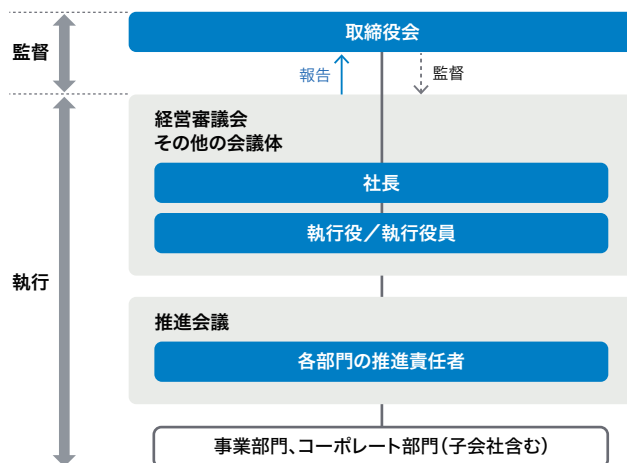 取締役会
監督
報告
監督
経営審議会
その他の会議体
社長
執行役／執行役員
執行
推進会議
各部門の推進責任者
事業部門、コーポレート部門（子会社含む）